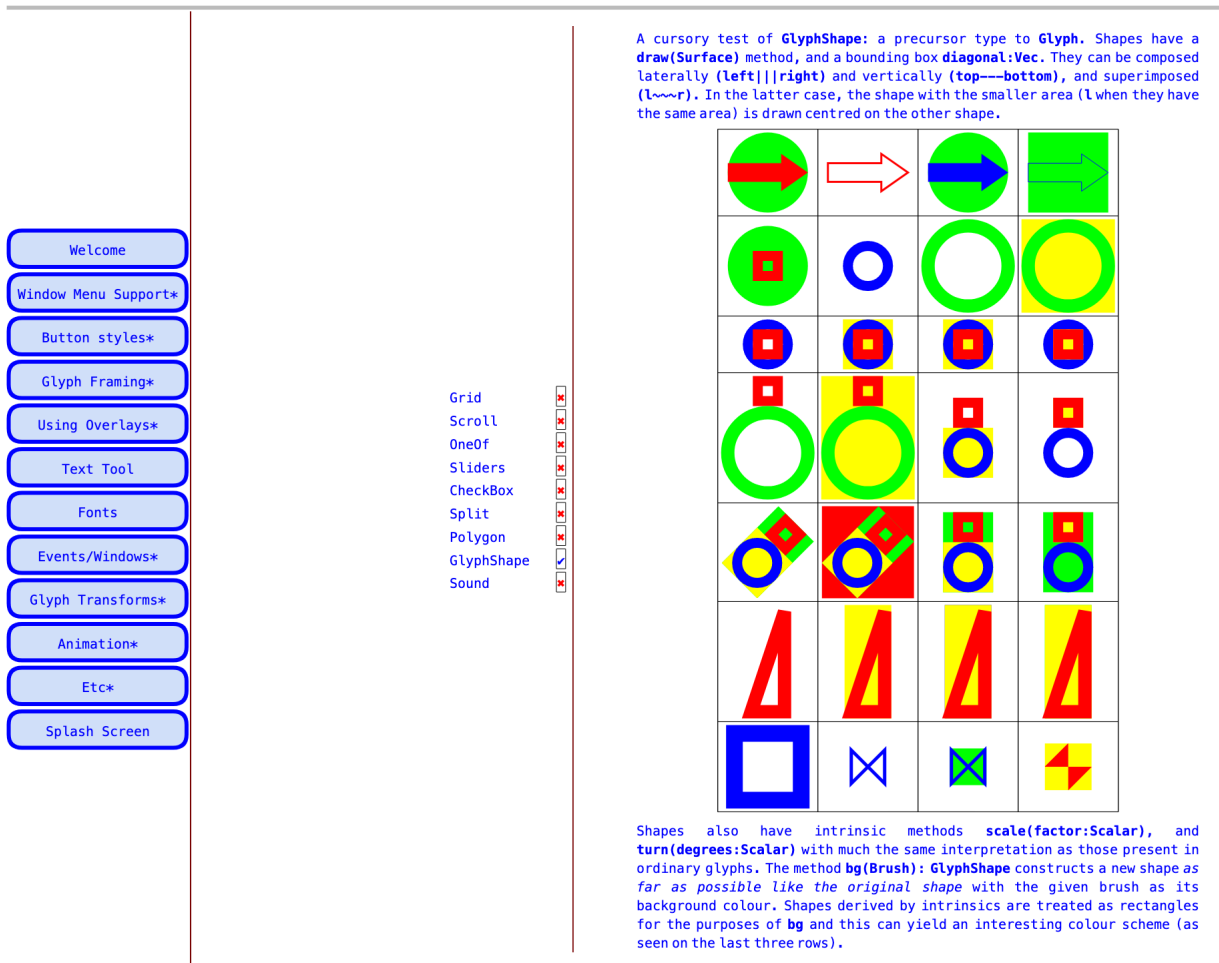 Welcome
Window Menu Support*
Button styles*
Glyph Framing*
Using Overlays*
Text Tool
Fonts
Events/Windows*
Glyph Transforms*
Animation*
Etc*
Splash Screen
Grid ✖
Scroll ✖
OneOf ✖
Sliders ✖
CheckBox ✖
Split ✖
Polygon ✖
GlyphShape ✔
Sound ✖
A cursory test of GlyphShape: a precursor type to Glyph. Shapes have a
draw(Surface) method, and a bounding box diagonal:Vec. They can be composed
laterally (left|||right) and vertically (top---bottom), and superimposed
(l~~~r). In the latter case, the shape with the smaller area (l when they have
the same area) is drawn centred on the other shape.
Shapes also have intrinsic methods scale(factor:Scalar), and
turn(degrees:Scalar) with much the same interpretation as those present in
ordinary glyphs. The method bg(Brush): GlyphShape constructs a new shape as
far as possible like the original shape with the given brush as its
background colour. Shapes derived by intrinsics are treated as rectangles
for the purposes of bg and this can yield an interesting colour scheme (as
seen on the last three rows).